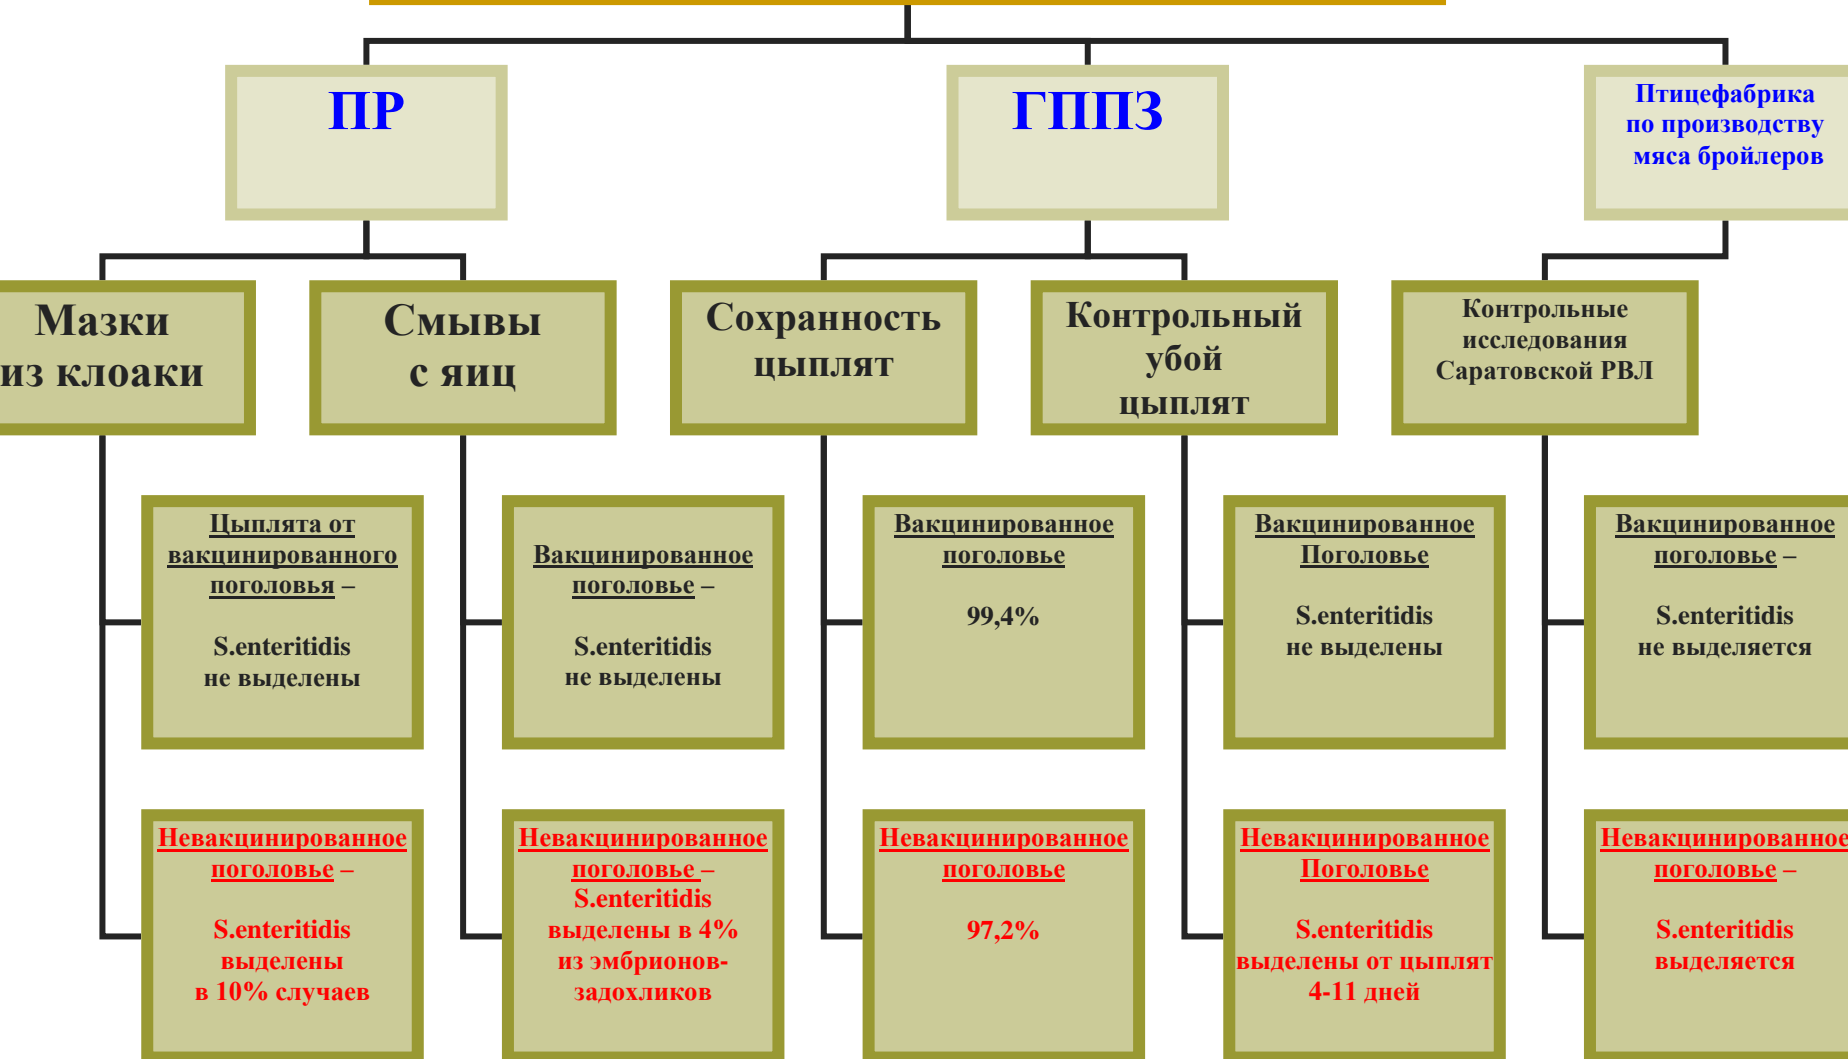 ПР
ГППЗ
Птицефабрика
по производству
мяса бройлеров
Мазки
из клоаки
Смывы
с яиц
Сохранность
цыплят
Контрольный
убой
цыплят
Контрольные
исследования
Саратовской РВЛ
Цыплята от
вакцинированного
поголовья –
S.enteritidis
не выделены
Вакцинированное
поголовье –
S.enteritidis
не выделены
Вакцинированное
поголовье
99,4%
Вакцинированное
Поголовье
S.enteritidis
не выделены
Вакцинированное
поголовье –
S.enteritidis
не выделяется
Невакцинированное
поголовье –
S.enteritidis
выделены
в 10% случаев
Невакцинированное
поголовье –
S.enteritidis
выделены в 4%
из эмбрионов-
задохликов
Невакцинированное
поголовье
97,2%
Невакцинированное
Поголовье
S.enteritidis
выделены от цыплят
4-11 дней
Невакцинированное
поголовье –
S.enteritidis
выделяется